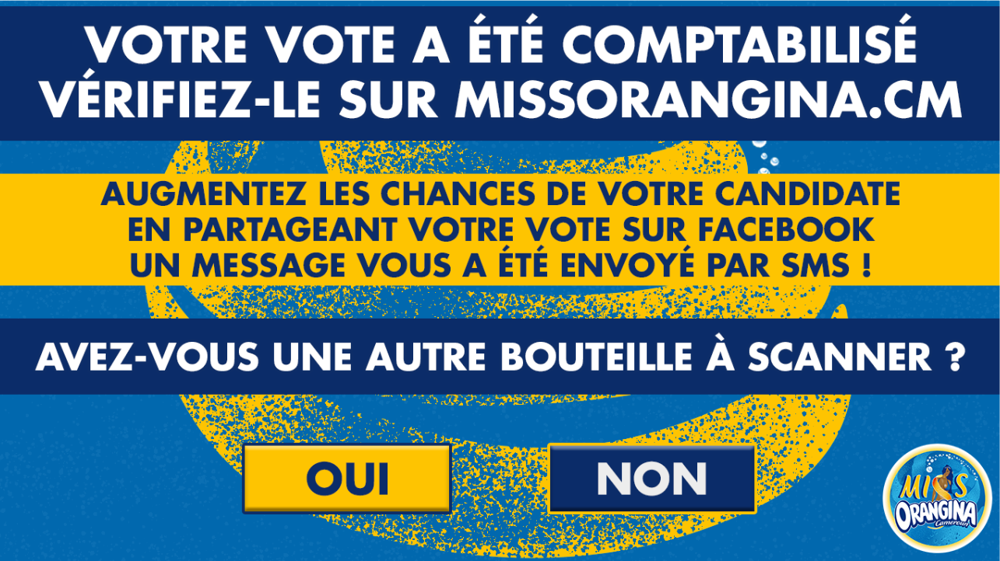 VOTRE VOTE A ÉTÉ COMPTABILISÉ
VÉRIFIEZ-LE SUR MISSORANGINA.CM
AUGMENTEZ LES CHANCES DE VOTRE CANDIDATE
EN PARTAGEANT VOTRE VOTE SUR FACEBOOK
UN MESSAGE VOUS A ÉTÉ ENVOYÉ PAR SMS !
AVEZ-VOUS UNE AUTRE BOUTEILLE À SCANNER ?
OUI
NON
MISS
ORANGINA
Cameroun